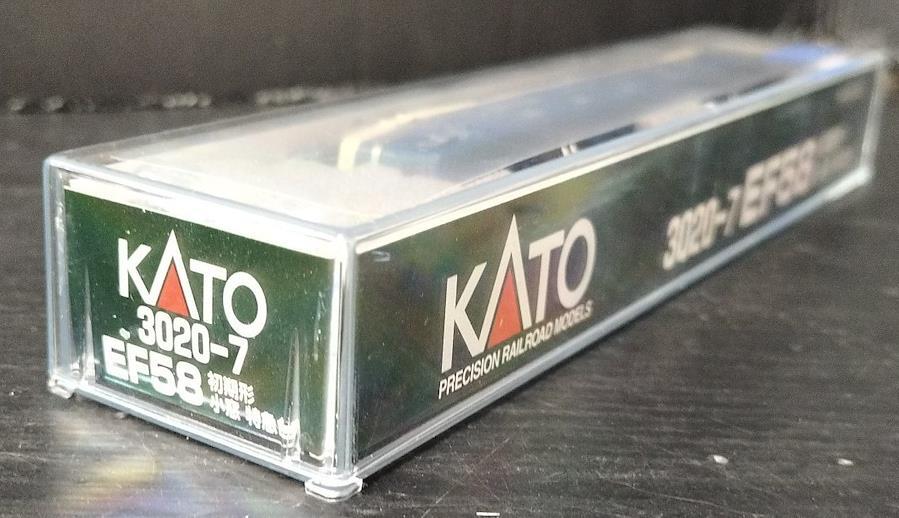 KATO
3020-7
EF58 初期形
小窓 特急色
KATO
PRECISION RAILROAD MODELS
3020-7 EF58